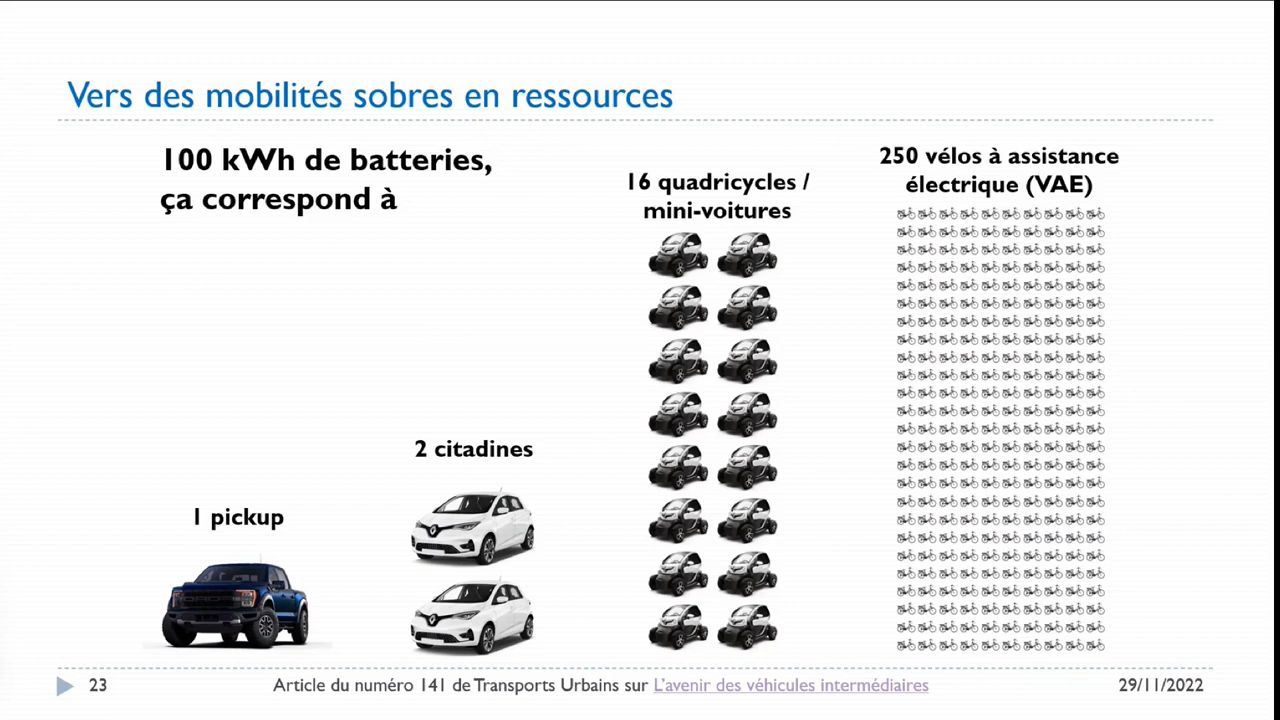 Vers des mobilités sobres en ressources
100 kWh de batteries,
ça correspond à
1 pickup
2 citadines
16 quadricycles /
mini-voitures
250 vélos à assistance
électrique (VAE)
23
Article du numéro 141 de Transports Urbains sur L'avenir des véhicules intermédiaires
29/11/2022